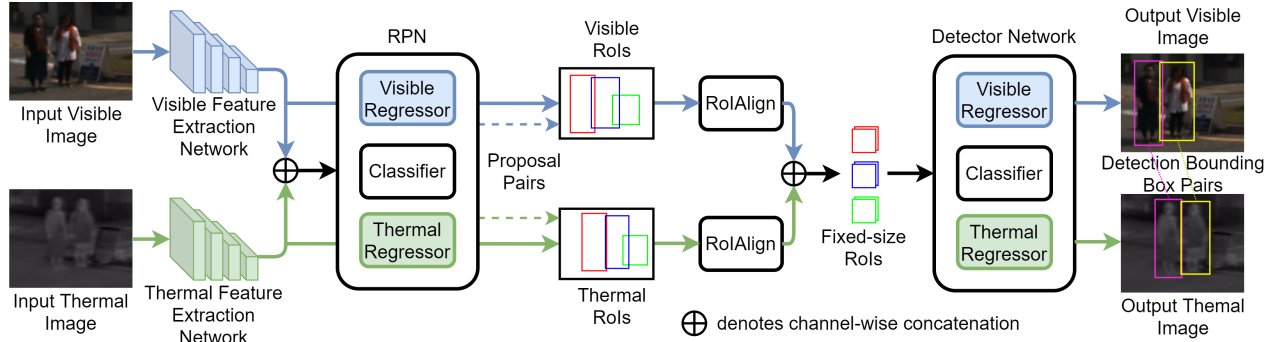 Input Visible
Image
Visible Feature
Extraction
Network
Input Thermal
Image
Thermal Feature
Extraction
Network
RPN
Visible
Regressor
Classifier
Thermal
Regressor
Proposal
Pairs
Visible
RoIs
Thermal
RoIs
RoIAlign
RoIAlign
Fixed-size
RoIs
denotes channel-wise concatenation
Detector Network
Visible
Regressor
Classifier
Thermal
Regressor
Output Visible
Image
Detection Bounding
Box Pairs
Output Themal
Image